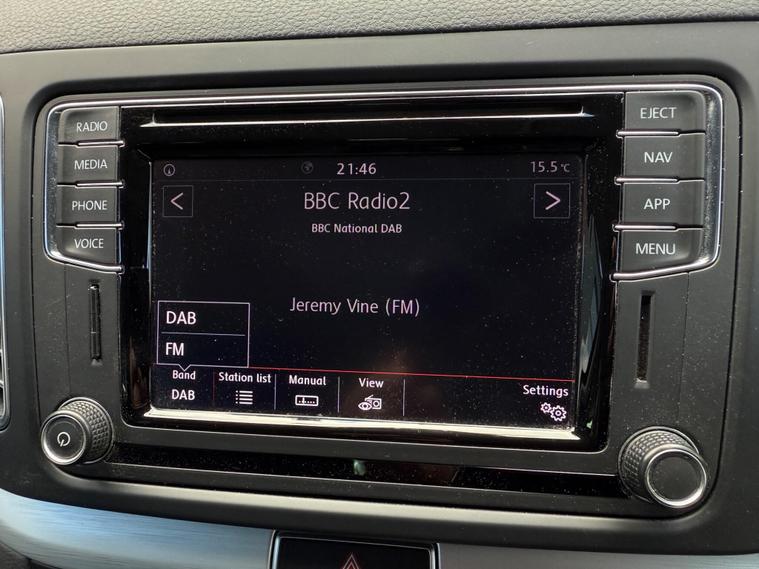 RADIO
MEDIA
PHONE
VOICE
21:46
15.5°C
<
BBC Radio2
>
BBC National DAB
Jeremy Vine (FM)
DAB
FM
Band
DAB
Station list
Manual
View
Settings
EJECT
NAV
APP
MENU